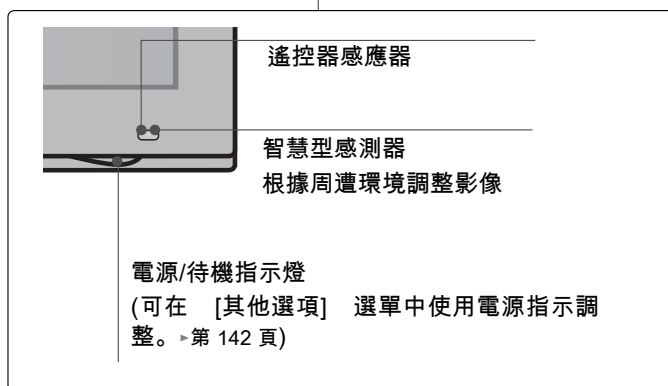 遙控器感應器
智慧型感測器
根據周遭環境調整影像
電源/待機指示燈
(可在 [其他選項] 選單中使用電源指示調
整。►第 142 頁)